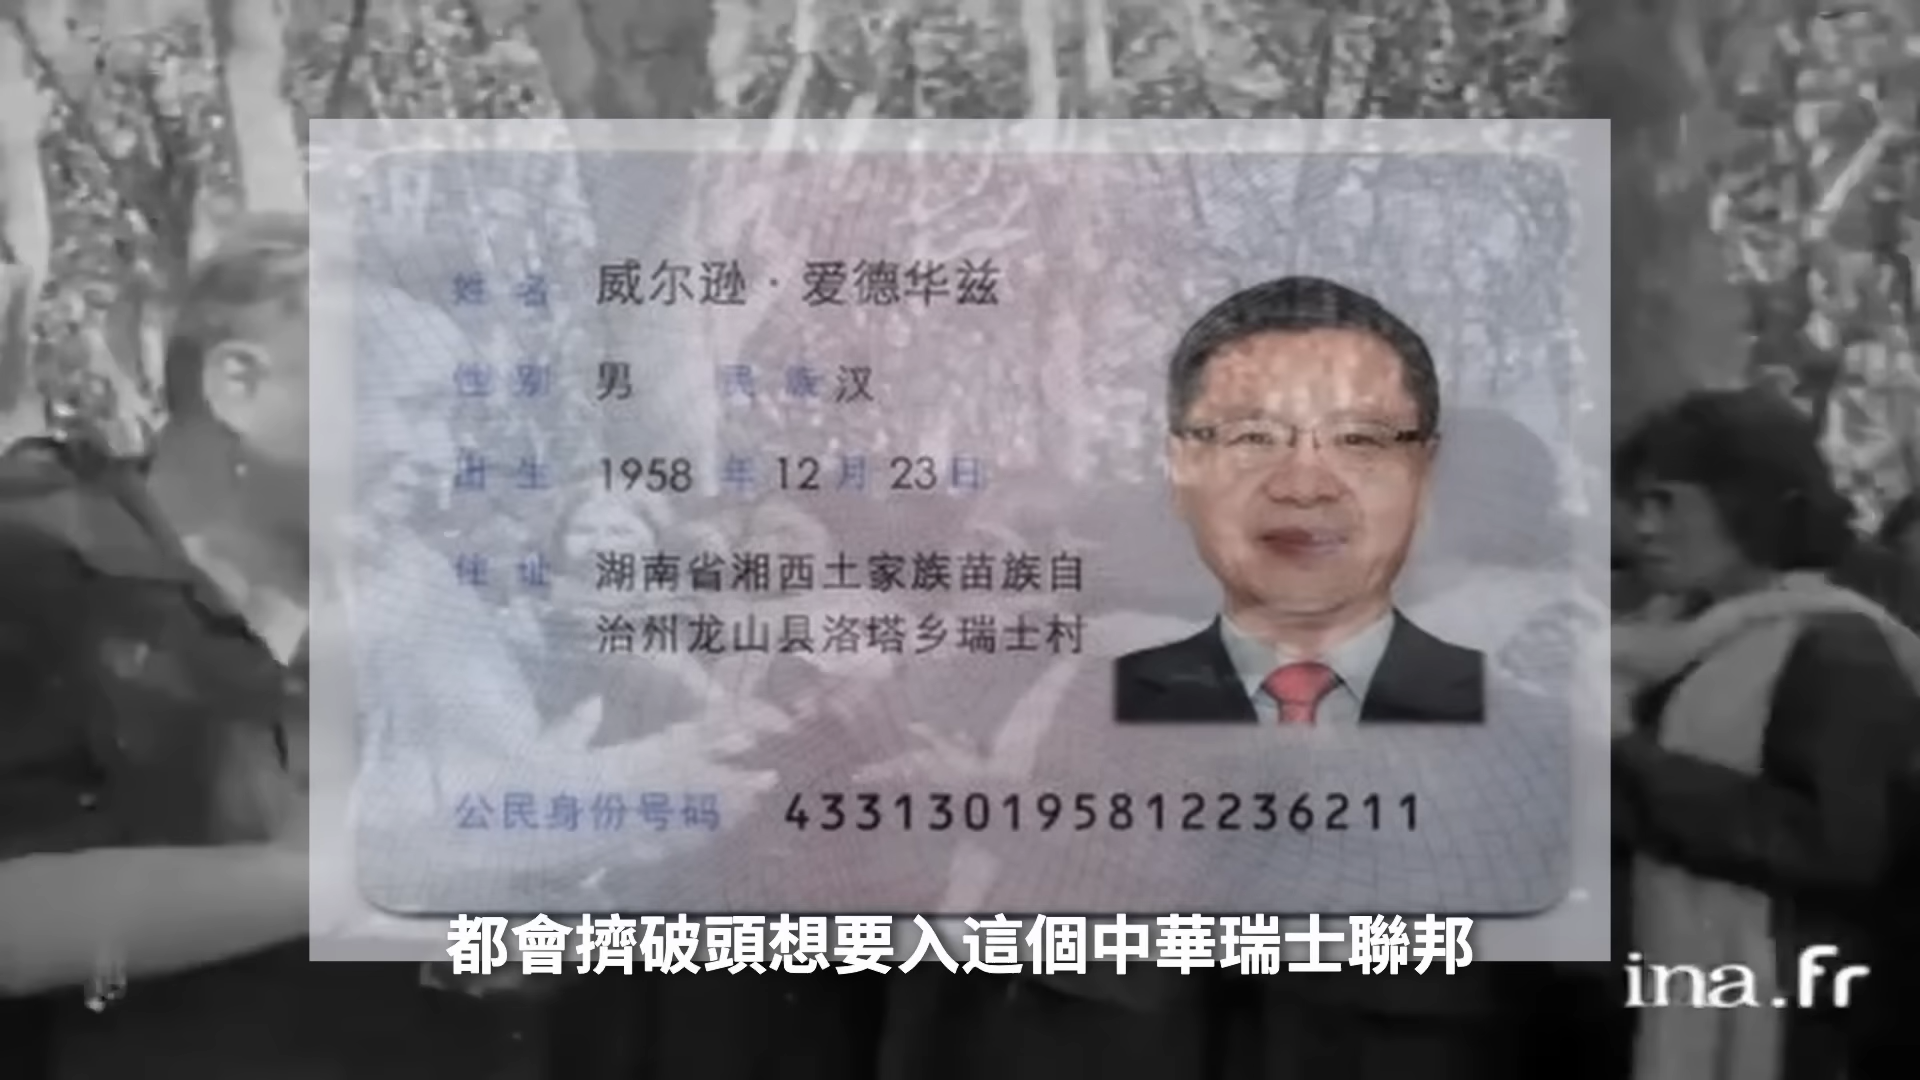 姓名 威尔逊·爱德华兹
性别 男 民族 汉
出生 1958 年 12 月 23 日
住址 湖南省湘西土家族苗族自
治州龙山县洛塔乡瑞士村
公民身份号码 433130195812236211
都會擠破頭想要入這個中華瑞士聯邦
ina.fr